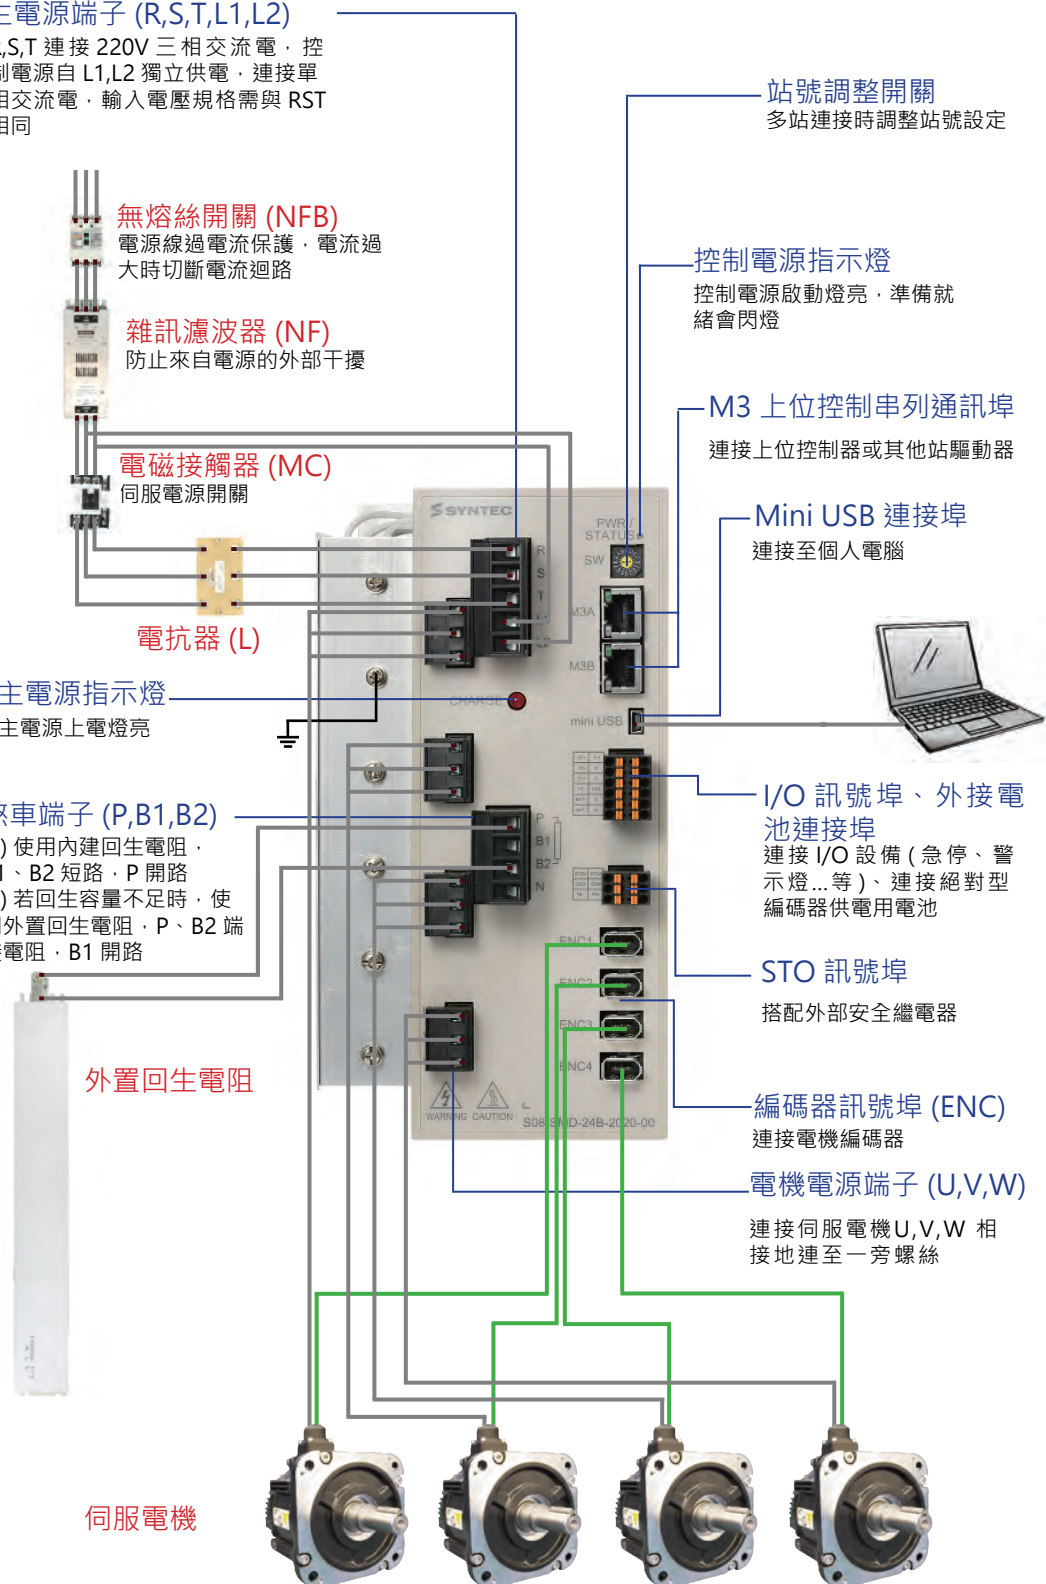 主電源端子 (R,S,T,L1,L2)
R,S,T 連接 220V 三相交流電，控
制電源自 L1,L2 獨立供電，連接單
相交流電，輸入電壓規格需與 RST
相同
站號調整開關
多站連接時調整站號設定
無熔絲開關 (NFB)
電源線過電流保護，電流過
大時切斷電流迴路
控制電源指示燈
控制電源啟動燈亮，準備就
緒會閃燈
雜訊濾波器 (NF)
防止來自電源的外部干擾
M3 上位控制串列通訊埠
連接上位控制器或其他站驅動器
電磁接觸器 (MC)
伺服電源開關
Mini USB 連接埠
連接至個人電腦
SYNTEC
PWR /
STATUS
SW
R
S
T
L1
L2
M3A
M3B
電抗器 (L)
主電源指示燈
主電源上電燈亮
CHARGE
mini USB
I/O 訊號埠、外接電
池連接埠
連接 I/O 設備 ( 急停、警
示燈...等 )、連接絕對型
編碼器供電用電池
煞車端子 (P,B1,B2)
) 使用內建回生電阻，
1、B2 短路，P 開路
) 若回生容量不足時，使
用外置回生電阻，P、B2 端
接電阻，B1 開路
P
B1
B2
N
STO 訊號埠
搭配外部安全繼電器
ENC1
ENC2
ENC3
ENC4
外置回生電阻
編碼器訊號埠 (ENC)
連接電機編碼器
WARNING
CAUTION
S08-SMD-24B-2020-00
電機電源端子 (U,V,W)
連接伺服電機U,V,W 相
接地連至一旁螺絲
伺服電機